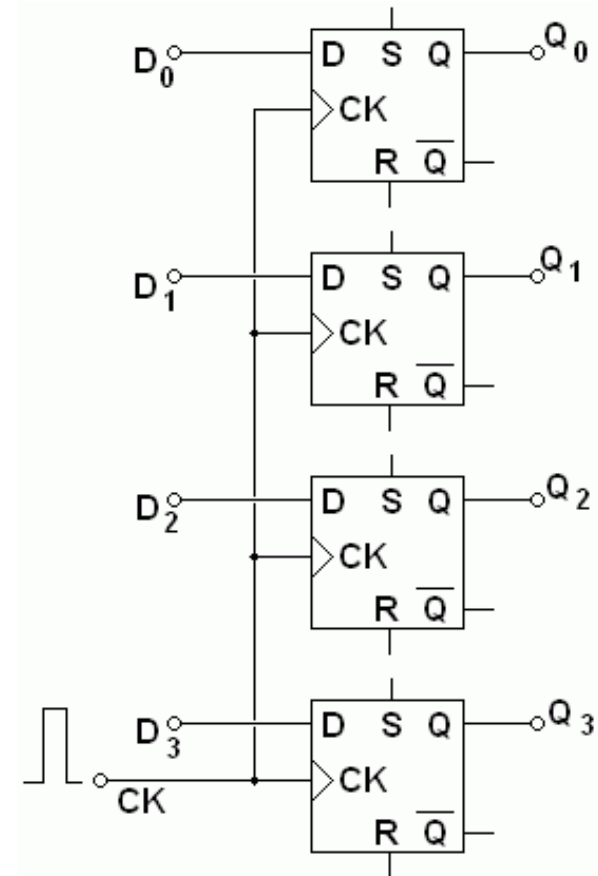 D0 D S Q Q0
CK
R Q̅
D1 D S Q Q1
CK
R Q̅
D2 D S Q Q2
CK
R Q̅
D3 D S Q Q3
CK CK
R Q̅